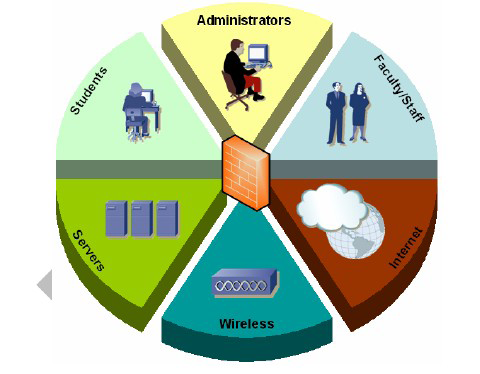 Administrators
Students
Faculty/Staff
Servers
Internet
Wireless